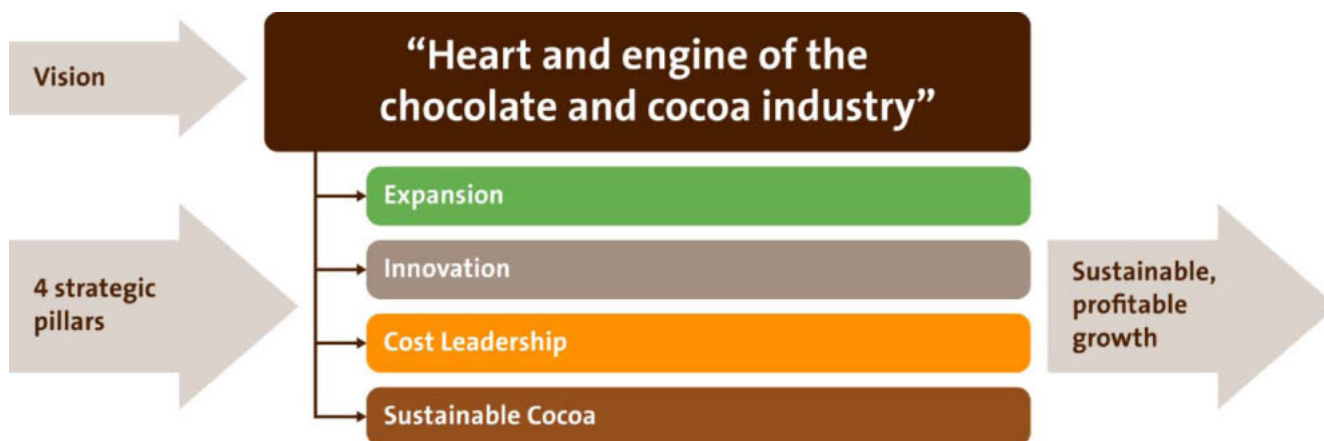 Vision
“Heart and engine of the
chocolate and cocoa industry”
Expansion
Innovation
4 strategic
pillars
Cost Leadership
Sustainable Cocoa
Sustainable,
profitable
growth